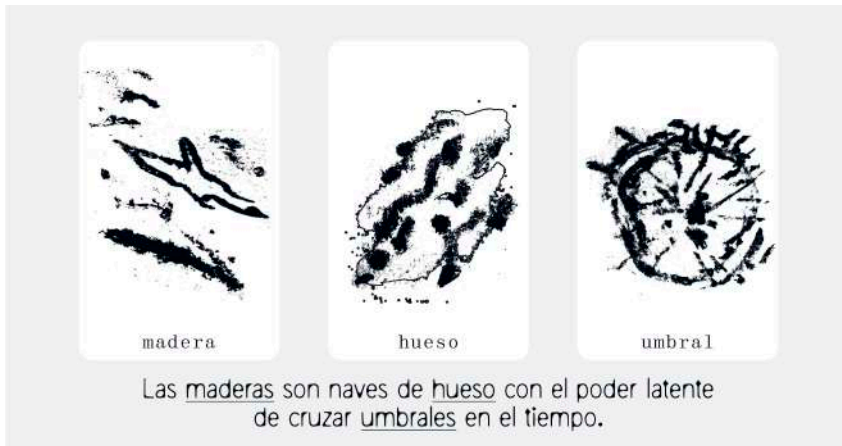 madera
hueso
umbral
Las maderas son naves de hueso con el poder latente
de cruzar umbrales en el tiempo.